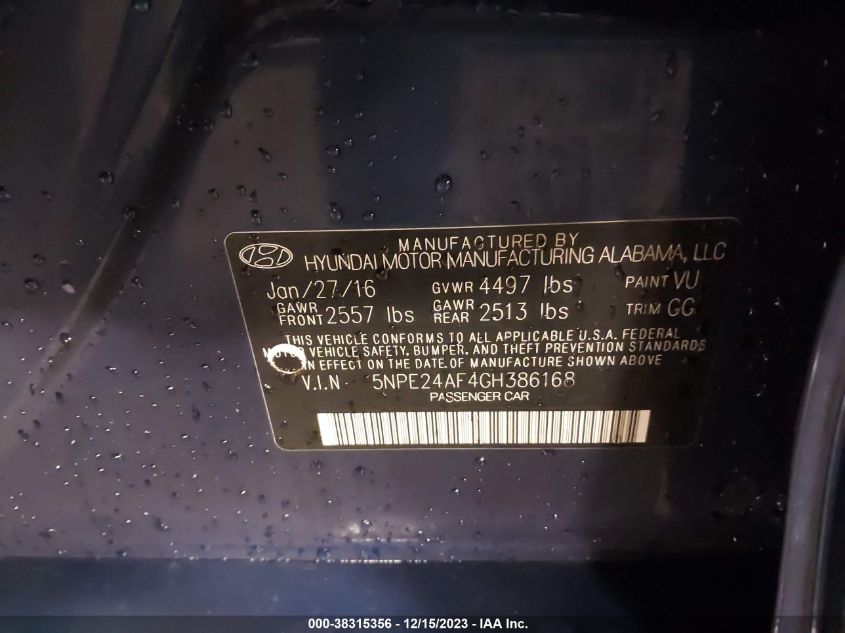 MANUFACTURED BY
HYUNDAI MOTOR MANUFACTURING ALABAMA, LLC
Jan/27/16 GVWR 4497 lbs PAINT VU
GAWR FRONT 2557 lbs GAWR REAR 2513 lbs TRIM GG
THIS VEHICLE CONFORMS TO ALL APPLICABLE U.S.A. FEDERAL
MOTOR VEHICLE SAFETY, BUMPER, AND THEFT PREVENTION STANDARDS
IN EFFECT ON THE DATE OF MANUFACTURE SHOWN ABOVE
V.I.N 5NPE24AF4GH386168
PASSENGER CAR
000-38315356 - 12/15/2023 - IAA Inc.